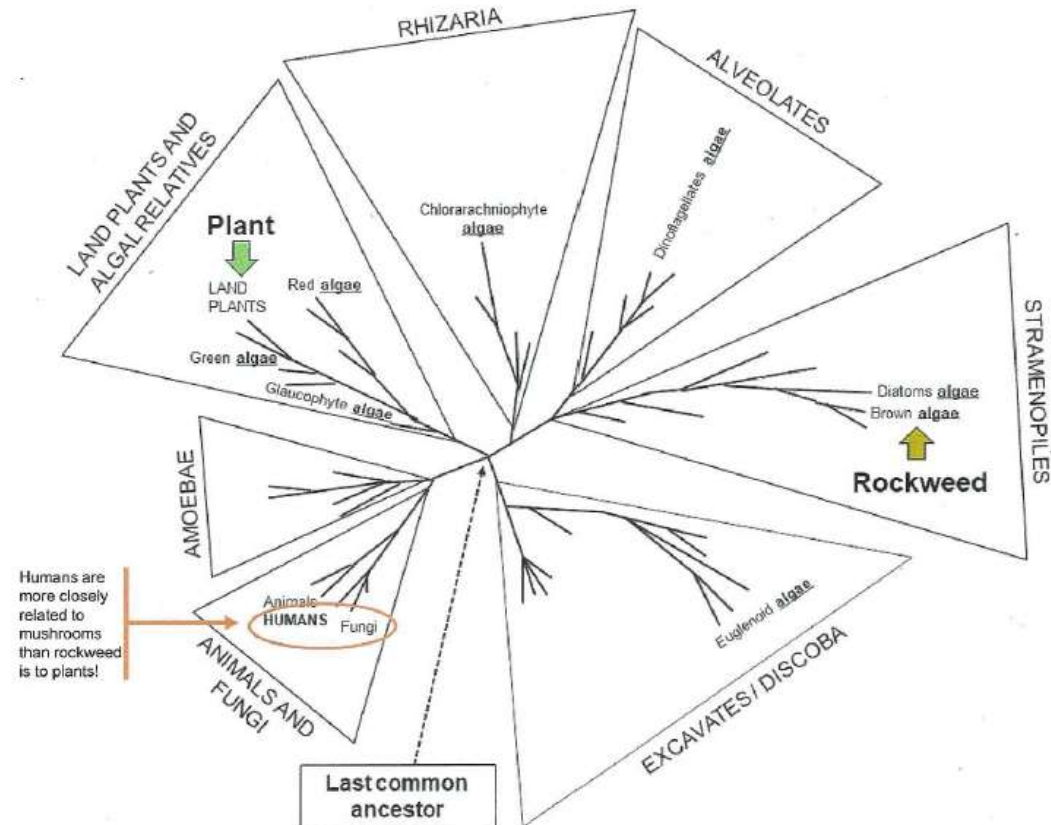 RHIZARIA
ALVEOLATES
LAND PLANTS AND
ALGAL RELATIVES
Plant
LAND
PLANTS
Red algae
Green algae
Glaucophyte algae
Chlorarachniophyte
algae
Dinoflagellates algae
STRAMENOPILES
Diatoms algae
Brown algae
Rockweed
AMOEBAE
Humans are
more closely
related to
mushrooms
than rockweed
is to plants!
Animals
HUMANS
Fungi
ANIMALS AND
FUNGI
Euglenoid algae
EXCAVATES / DISCOBA
Last common
ancestor